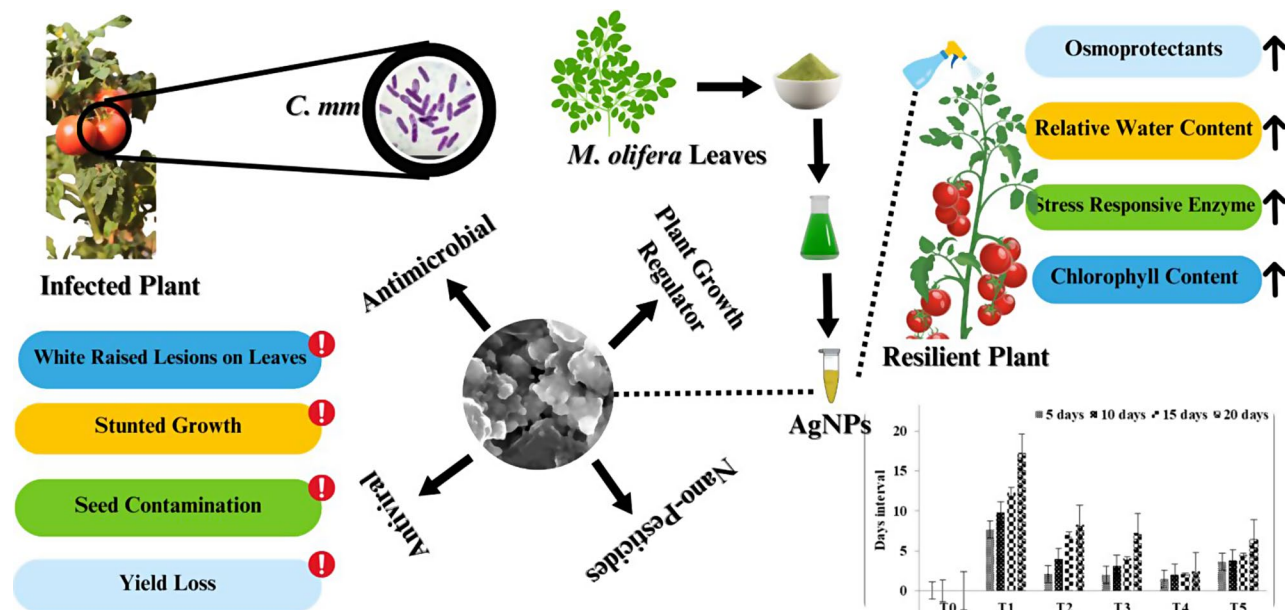 C. mm
Infected Plant
White Raised Lesions on Leaves
!
Stunted Growth
!
Seed Contamination
!
Yield Loss
!
M. olifera Leaves
Antimicrobial
Plant Growth
Regulator
Antiviral
Nano-Pesticides
AgNPs
Osmoprotectants
Relative Water Content
Stress Responsive Enzyme
Chlorophyll Content
Resilient Plant
5 days 10 days 15 days 20 days
Days interval
20
15
10
5
0
T0 T1 T2 T3 T4 T5